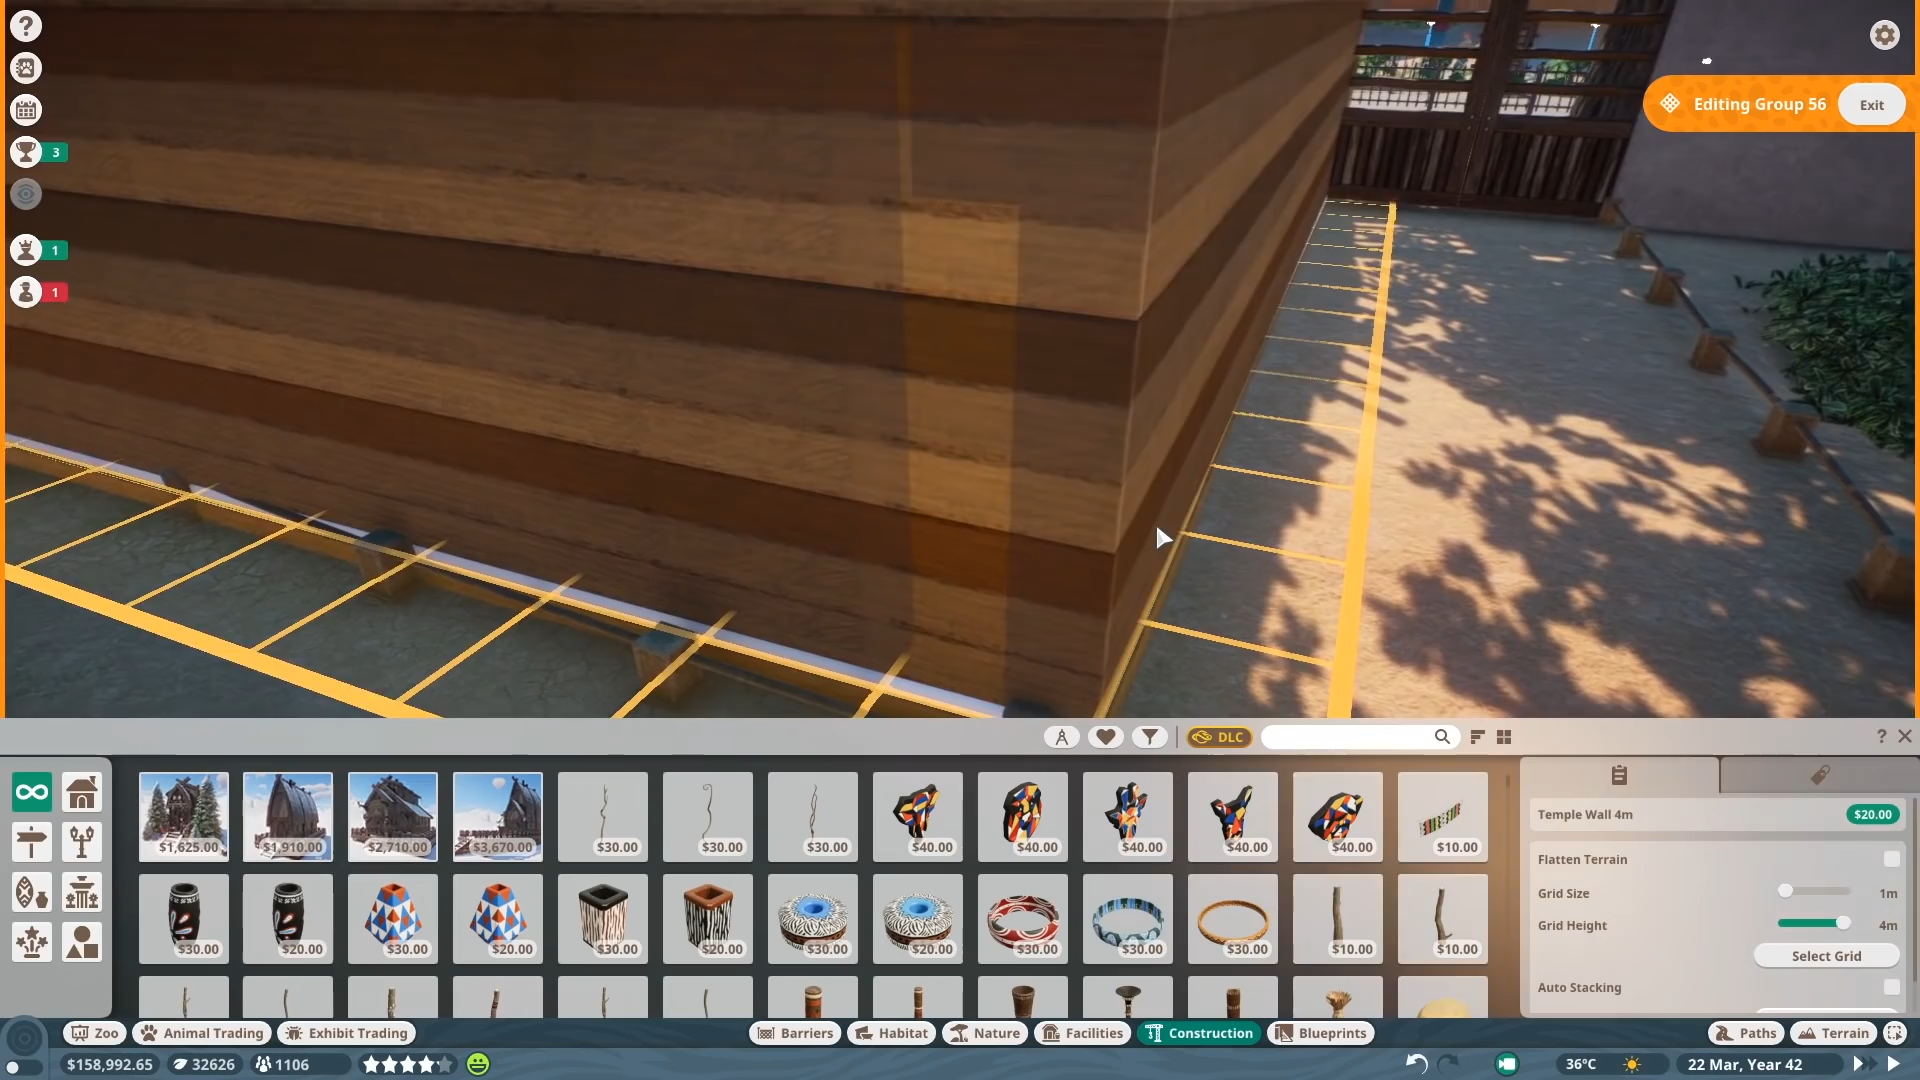 ?
Editing Group 56
Exit
3
1
1
DLC
?
$1,625.00
$1,910.00
$2,710.00
$3,670.00
$30.00
$30.00
$30.00
$40.00
$40.00
$40.00
$40.00
$40.00
$10.00
$30.00
$20.00
$30.00
$20.00
$30.00
$20.00
$30.00
$20.00
$30.00
$30.00
$30.00
$10.00
$10.00
Temple Wall 4m
$20.00
Flatten Terrain
Grid Size
1m
Grid Height
4m
Select Grid
Auto Stacking
Zoo
Animal Trading
Exhibit Trading
Barriers
Habitat
Nature
Facilities
Construction
Blueprints
Paths
Terrain
$158,992.65
32626
1106
36°C
22 Mar, Year 42